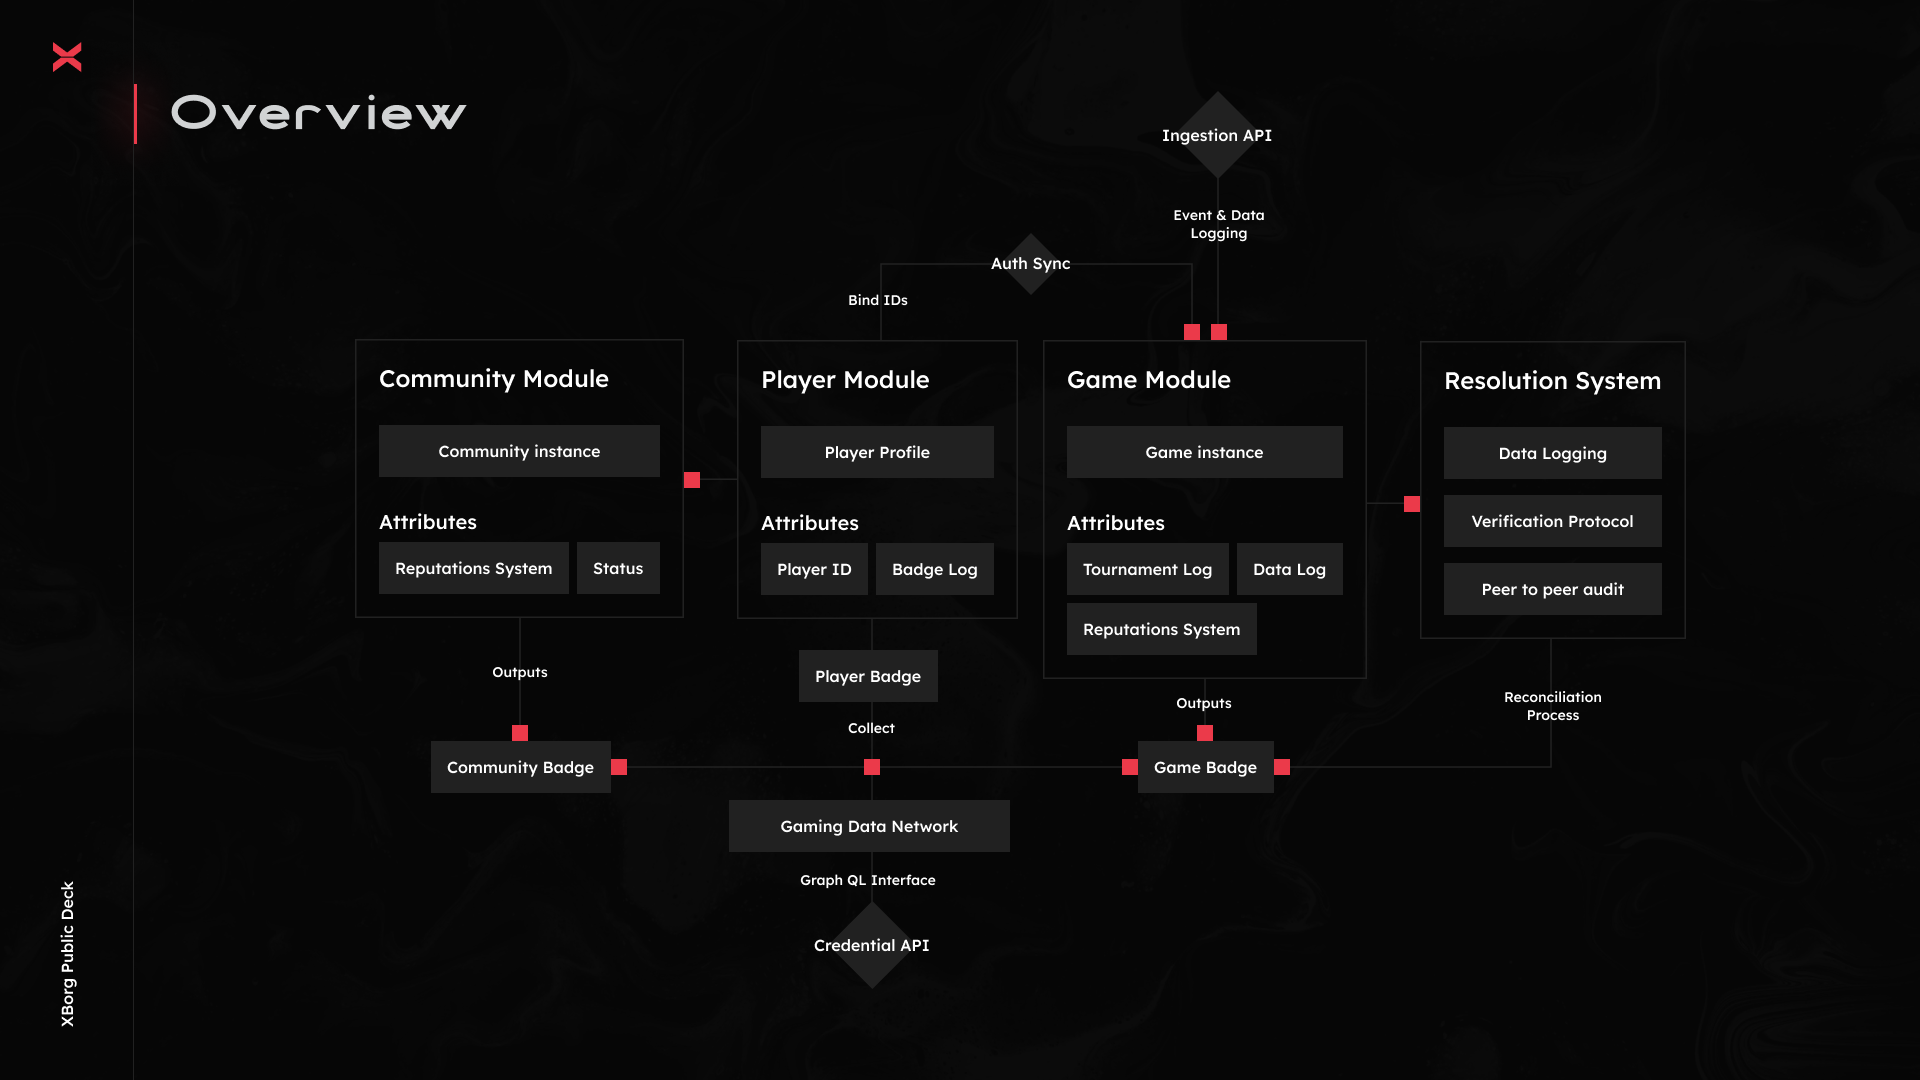 Overview
Ingestion API
Event & Data
Logging
Auth Sync
Bind IDs
Community Module
Community instance
Attributes
Reputations System
Status
Player Module
Player Profile
Attributes
Player ID
Badge Log
Game Module
Game instance
Attributes
Tournament Log
Data Log
Reputations System
Resolution System
Data Logging
Verification Protocol
Peer to peer audit
Outputs
Player Badge
Collect
Outputs
Reconciliation
Process
Community Badge
Game Badge
Gaming Data Network
Graph QL Interface
Credential API
XBorg Public Deck